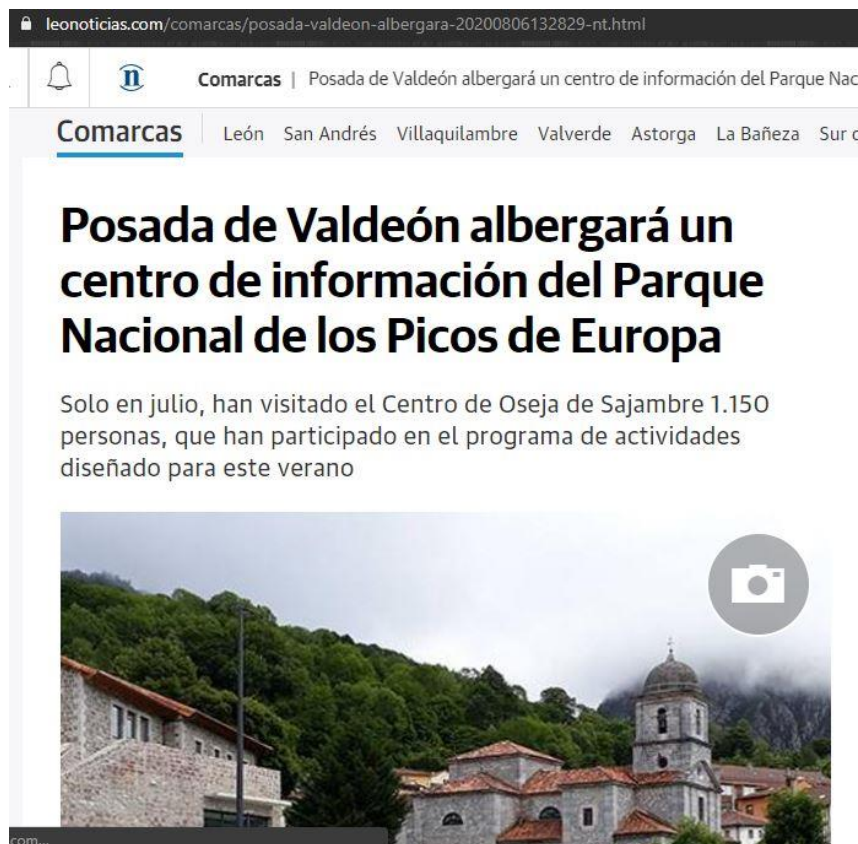 leonoticias.com/comarcas/posada-valdeon-albergara-20200806132829-nt.html
n Comarcas | Posada de Valdeón albergará un centro de información del Parque Nac
Comarcas León San Andrés Villaquilambre Valverde Astorga La Bañeza Sur
Posada de Valdeón albergará un
centro de información del Parque
Nacional de los Picos de Europa
Solo en julio, han visitado el Centro de Oseja de Sajambre 1.150
personas, que han participado en el programa de actividades
diseñado para este verano
com...